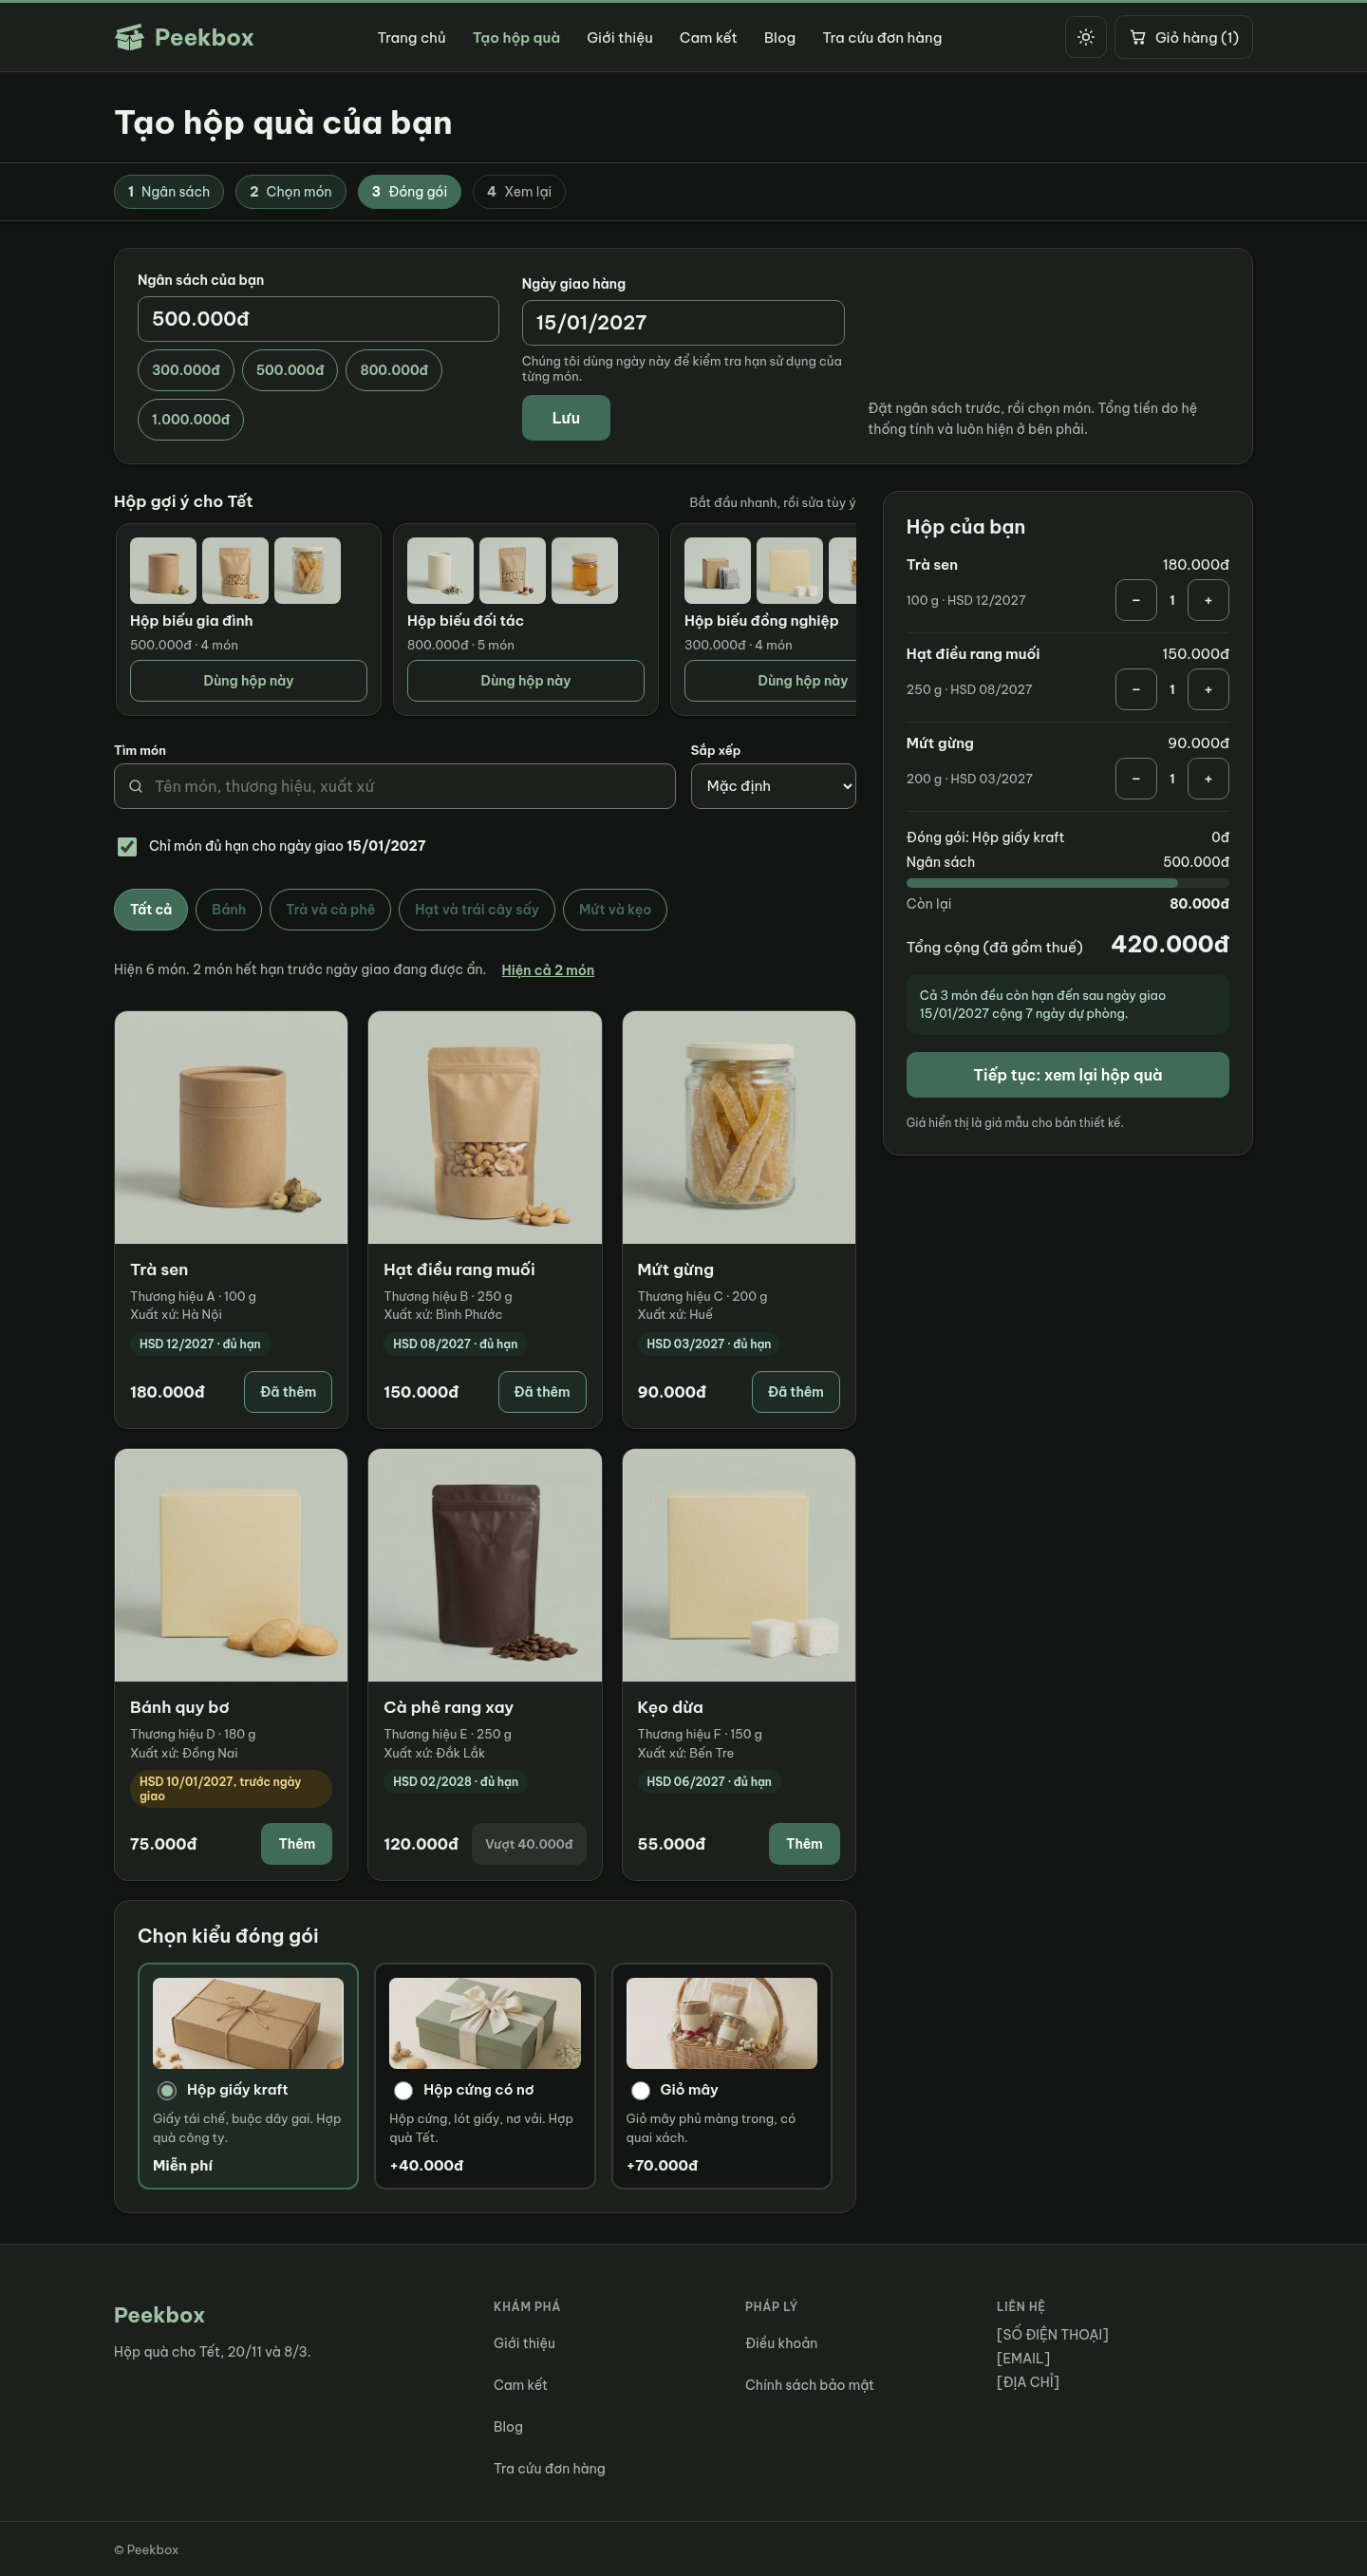 Peekbox
Trang chủ
Tạo hộp quà
Giới thiệu
Cam kết
Blog
Tra cứu đơn hàng
Giỏ hàng (1)
Tạo hộp quà của bạn
1 Ngân sách
2 Chọn món
3 Đóng gói
4 Xem lại
Ngân sách của bạn
500.000đ
300.000đ
500.000đ
800.000đ
1.000.000đ
Ngày giao hàng
15/01/2027
Chúng tôi dùng ngày này để kiểm tra hạn sử dụng của
từng món.
Lưu
Đặt ngân sách trước, rồi chọn món. Tổng tiền do hệ
thống tính và luôn hiện ở bên phải.
Hộp gợi ý cho Tết
Bắt đầu nhanh, rồi sửa tùy ý
Hộp biếu gia đình
500.000đ · 4 món
Dùng hộp này
Hộp biếu đối tác
800.000đ · 5 món
Dùng hộp này
Hộp biếu đồng nghiệp
300.000đ · 4 món
Dùng hộp này
Tìm món
Tên món, thương hiệu, xuất xứ
Sắp xếp
Mặc định
Chỉ món đủ hạn cho ngày giao 15/01/2027
Tất cả
Bánh
Trà và cà phê
Hạt và trái cây sấy
Mứt và kẹo
Hiện 6 món. 2 món hết hạn trước ngày giao đang được ẩn.
Hiện cả 2 món
Trà sen
Thương hiệu A · 100 g
Xuất xứ: Hà Nội
HSD 12/2027 · đủ hạn
180.000đ
Đã thêm
Hạt điều rang muối
Thương hiệu B · 250 g
Xuất xứ: Bình Phước
HSD 08/2027 · đủ hạn
150.000đ
Đã thêm
Mứt gừng
Thương hiệu C · 200 g
Xuất xứ: Huế
HSD 03/2027 · đủ hạn
90.000đ
Đã thêm
Bánh quy bơ
Thương hiệu D · 180 g
Xuất xứ: Đồng Nai
HSD 10/01/2027, trước ngày
giao
75.000đ
Thêm
Cà phê rang xay
Thương hiệu E · 250 g
Xuất xứ: Đắk Lắk
HSD 02/2028 · đủ hạn
120.000đ
Vượt 40.000đ
Kẹo dừa
Thương hiệu F · 150 g
Xuất xứ: Bến Tre
HSD 06/2027 · đủ hạn
55.000đ
Thêm
Chọn kiểu đóng gói
Hộp giấy kraft
Giấy tái chế, buộc dây gai. Hợp
quà công ty.
Miễn phí
Hộp cứng có nơ
Hộp cứng, lót giấy, nơ vải. Hợp
quà Tết.
+40.000đ
Giỏ mây
Giỏ mây phủ màng trong, có
quai xách.
+70.000đ
Hộp của bạn
Trà sen
180.000đ
100 g · HSD 12/2027
− 1 +
Hạt điều rang muối
150.000đ
250 g · HSD 08/2027
− 1 +
Mứt gừng
90.000đ
200 g · HSD 03/2027
− 1 +
Đóng gói: Hộp giấy kraft
0đ
Ngân sách
500.000đ
Còn lại
80.000đ
Tổng cộng (đã gồm thuế)
420.000đ
Cả 3 món đều còn hạn đến sau ngày giao
15/01/2027 cộng 7 ngày dự phòng.
Tiếp tục: xem lại hộp quà
Giá hiển thị là giá mẫu cho bản thiết kế.
Peekbox
Hộp quà cho Tết, 20/11 và 8/3.
KHÁM PHÁ
Giới thiệu
Cam kết
Blog
Tra cứu đơn hàng
PHÁP LÝ
Điều khoản
Chính sách bảo mật
LIÊN HỆ
[SỐ ĐIỆN THOẠI]
[EMAIL]
[ĐỊA CHỈ]
© Peekbox